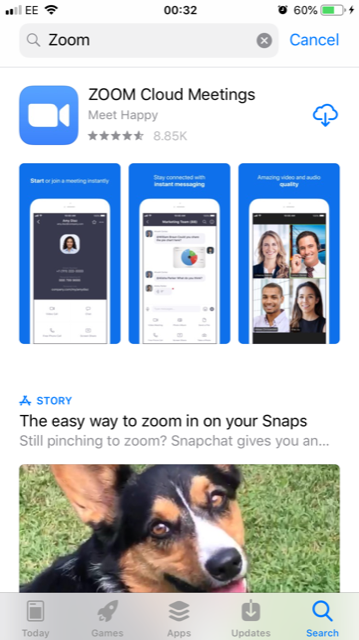 EE 00:32 60%
Zoom Cancel
ZOOM Cloud Meetings
Meet Happy
8.85K
Start or join a meeting instantly
Stay connected with
instant messaging
Amazing video and audio
quality
Marketing Team
STORY
The easy way to zoom in on your Snaps
Still pinching to zoom? Snapchat gives you an...
Today Games Apps Updates Search